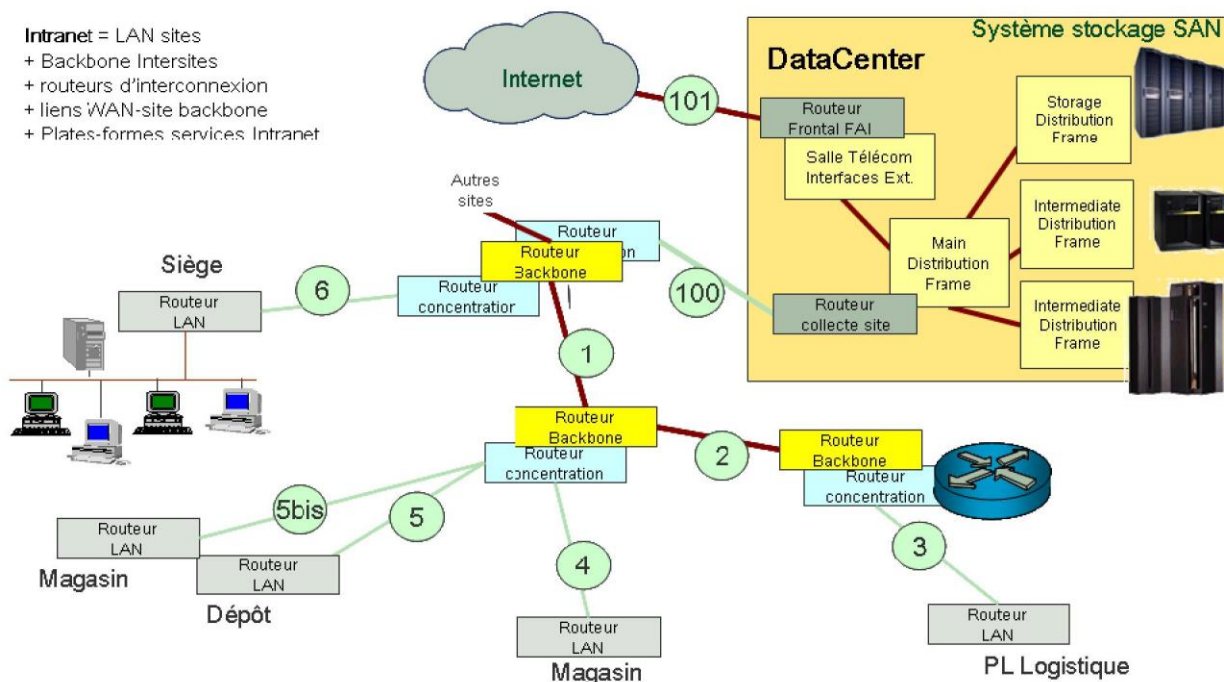 Intranet = LAN sites
+ Backbone Intersites
+ routeurs d'interconnexion
+ liens WAN-site backbone
+ Plates-formes services Intranet
Internet
101
Système stockage SAN
DataCenter
Routeur
Frontal FAI
Salle Télécom
Interfaces Ext.
Storage
Distribution
Frame
Intermediate
Distribution
Frame
Main
Distribution
Frame
Intermediate
Distribution
Frame
Routeur
collecte site
100
Autres
sites
Routeur
on
Routeur
Backbone
Routeur
concentration
6
Siège
Routeur
LAN
1
Routeur
Backbone
Routeur
concentration
2
Routeur
Backbone
Routeur
concentration
5bis
5
4
3
Routeur
LAN
Magasin
Routeur
LAN
Dépôt
Routeur
LAN
Magasin
Routeur
LAN
PL Logistique